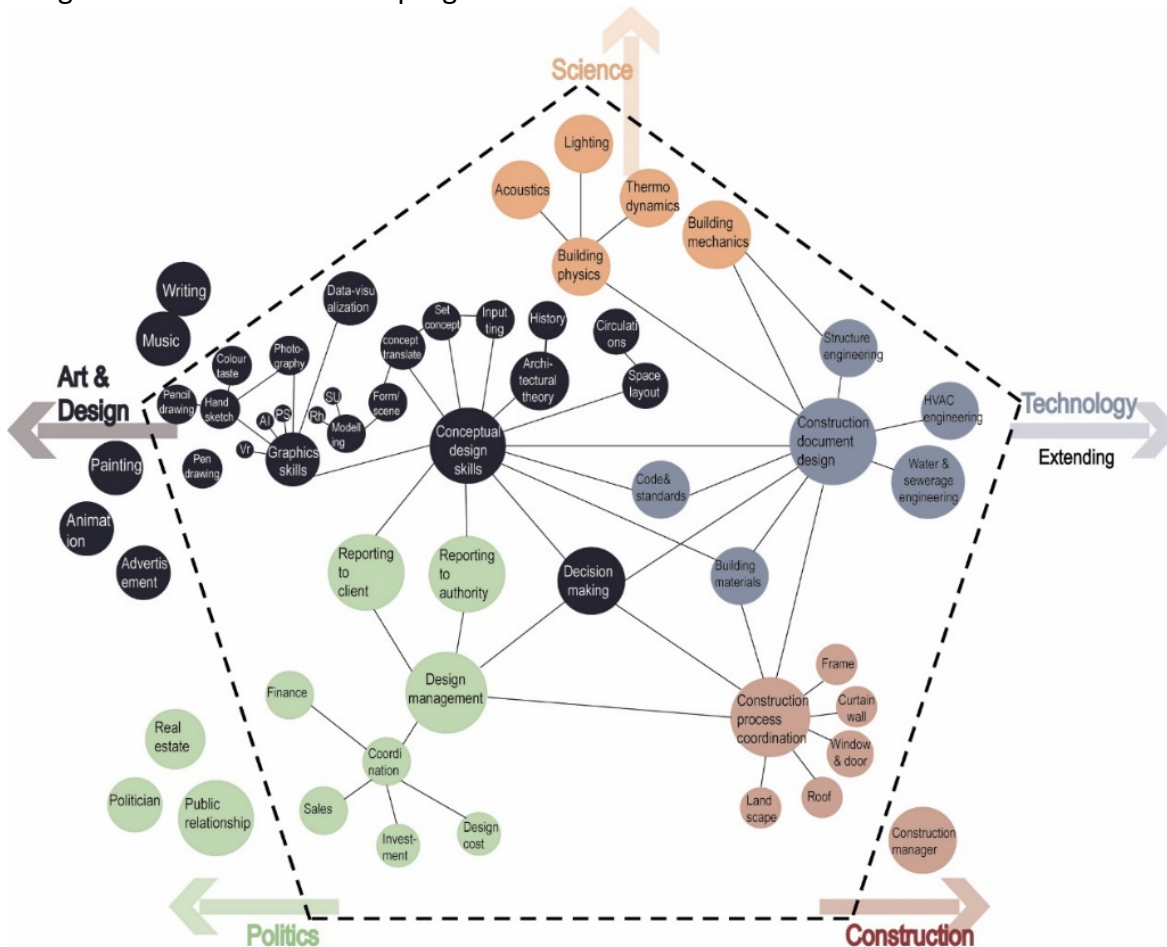 Science
Lighting
Acoustics
Thermo
dynamics
Building
mechanics
Building
physics
Writing
Music
Data-visu
alization
Set
concept
Input
ting
History
Circulati
ons
concept
translate
Photo-
graphy
Colour
taste
Archi-
tectural
theory
Space
layout
Structure
engineering
Art &
Design
Pencil
drawing
Hand
sketch
AI
PS
SU
Rh
Modell
ing
Form/
scene
Vr
Graphics
skills
Pen
drawing
Conceptual
design
skills
Construction
document
design
HVAC
engineering
Technology
Extending
Water &
sewerage
engineering
Code&
standards
Painting
Animat
ion
Advertis
ement
Reporting
to
client
Reporting
to
authority
Decision
making
Building
materials
Design
management
Finance
Coordi
nation
Sales
Invest-
ment
Design
cost
Real
estate
Politician
Public
relationship
Construction
process
coordination
Frame
Curtain
wall
Window
& door
Roof
Land
scape
Construction
manager
Politics
Construction